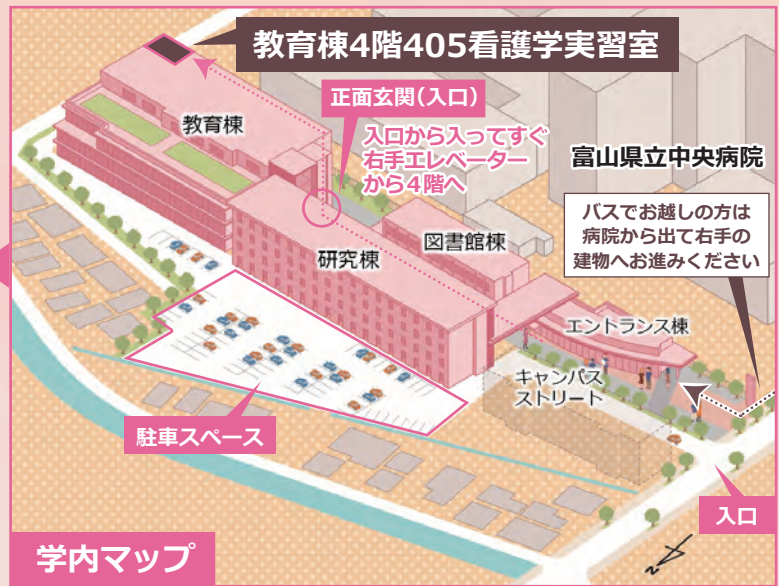 教育棟4階405看護学実習室
正面玄関（入口）
入口から入ってすぐ
右手エレベーター
から4階へ
教育棟
富山県立中央病院
バスでお越しの方は
病院から出て右手の
建物へお進みください
図書館棟
研究棟
エントランス棟
キャンパス
ストリート
駐車スペース
入口
学内マップ
N